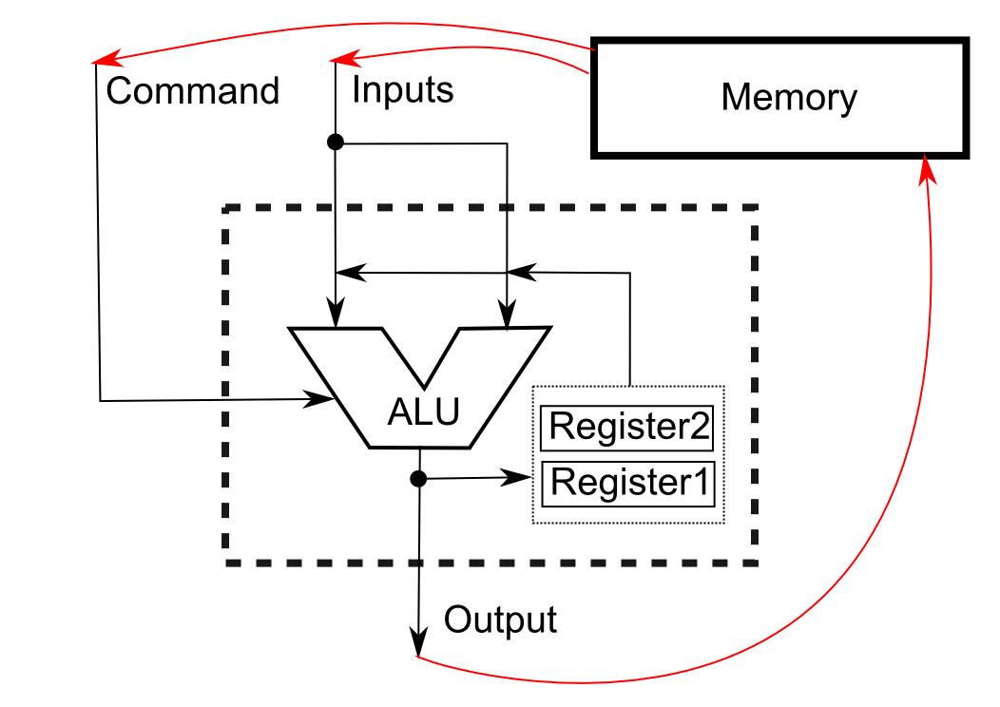 Command
Inputs
Memory
ALU
Register2
Register1
Output